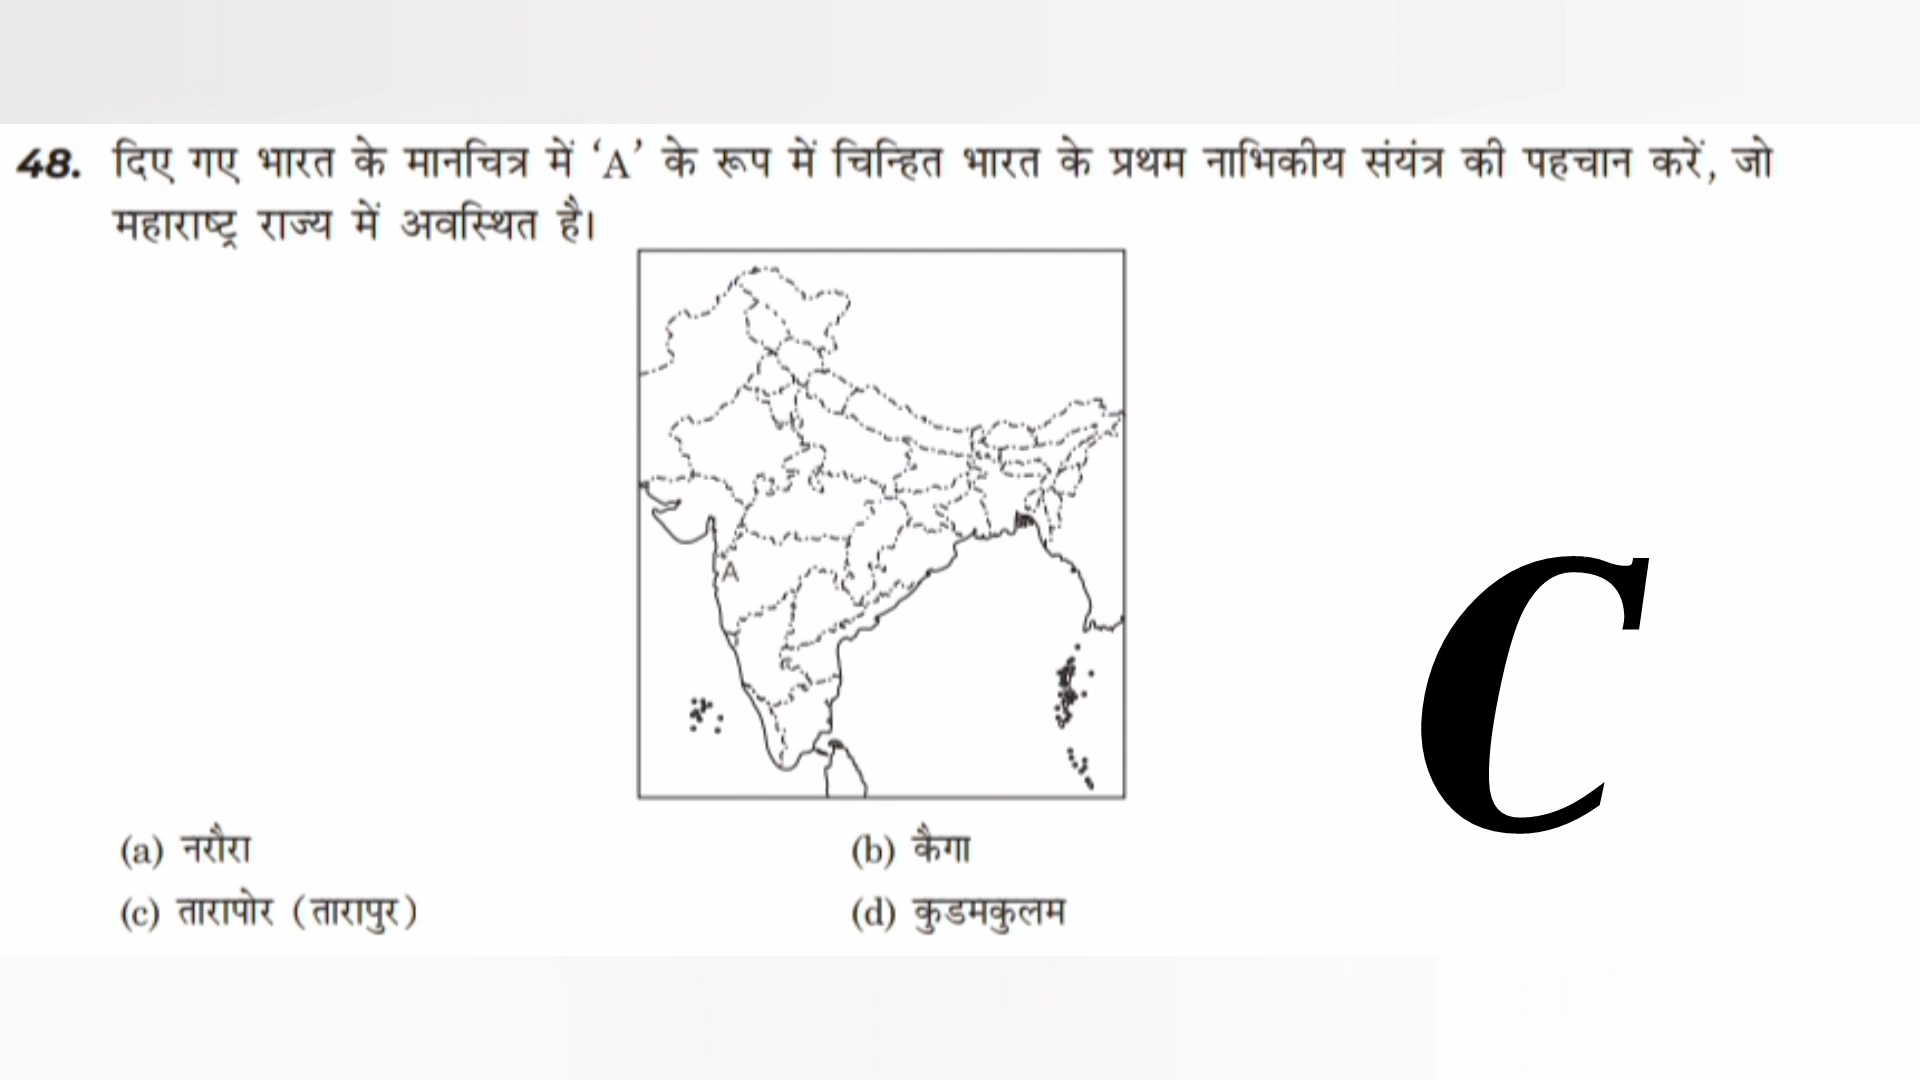 48. दिए गए भारत के मानचित्र में ‘A’ के रूप में चिन्हित भारत के प्रथम नाभिकीय संयंत्र की पहचान करें, जो
महाराष्ट्र राज्य में अवस्थित है।
A
C
(a) नरौरा (b) कैगा
(c) तारापोर (तारापुर) (d) कुडमकुलम